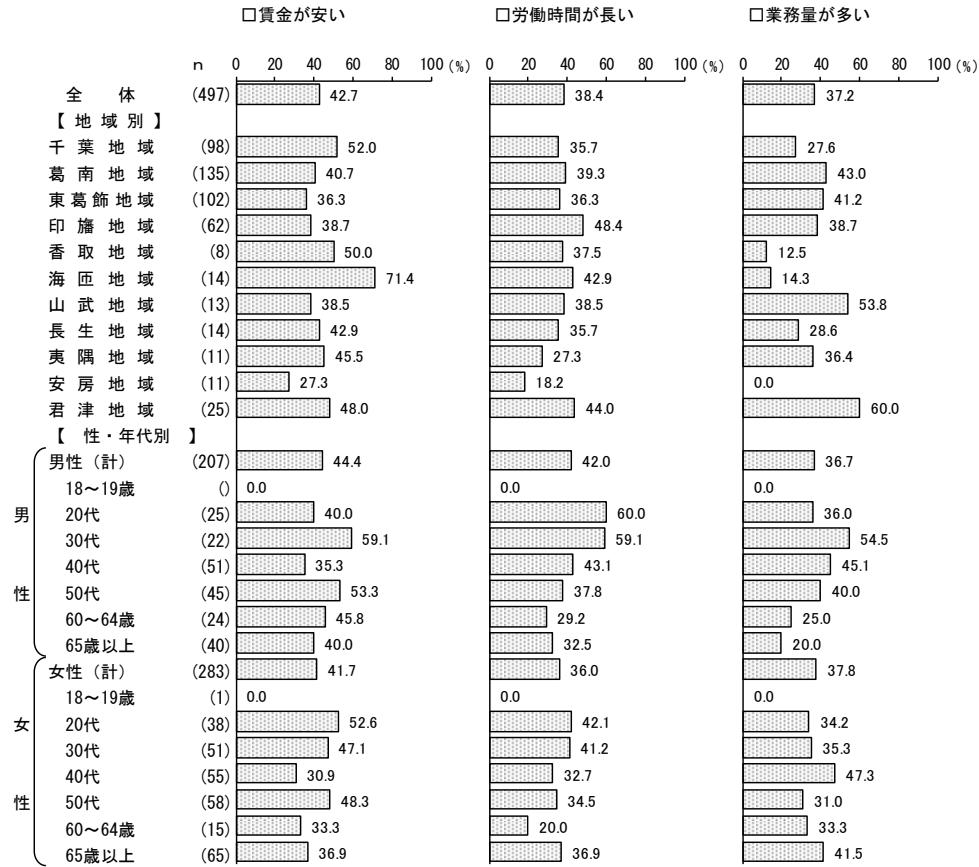 □賃金が安い □労働時間が長い □業務量が多い
n 0 20 40 60 80 100 (%) 0 20 40 60 80 100 (%) 0 20 40 60 80 100 (%)
全体 (497) 42.7 38.4 37.2
【地域別】
千葉地域 (98) 52.0 35.7 27.6
葛南地域 (135) 40.7 39.3 43.0
東葛飾地域 (102) 36.3 36.3 41.2
印旛地域 (62) 38.7 48.4 38.7
香取地域 (8) 50.0 37.5 12.5
海匝地域 (14) 71.4 42.9 14.3
山武地域 (13) 38.5 38.5 53.8
長生地域 (14) 42.9 35.7 28.6
夷隅地域 (11) 45.5 27.3 36.4
安房地域 (11) 27.3 18.2 0.0
君津地域 (25) 48.0 44.0 60.0
【 性・年代別 】
男性（計） (207) 44.4 42.0 36.7
18～19歳 () 0.0 0.0 0.0
男 20代 (25) 40.0 60.0 36.0
30代 (22) 59.1 59.1 54.5
40代 (51) 35.3 43.1 45.1
性 50代 (45) 53.3 37.8 40.0
60～64歳 (24) 45.8 29.2 25.0
65歳以上 (40) 40.0 32.5 20.0
女性（計） (283) 41.7 36.0 37.8
18～19歳 (1) 0.0 0.0 0.0
女 20代 (38) 52.6 42.1 34.2
30代 (51) 47.1 41.2 35.3
40代 (55) 30.9 32.7 47.3
性 50代 (58) 48.3 34.5 31.0
60～64歳 (15) 33.3 20.0 33.3
65歳以上 (65) 36.9 36.9 41.5